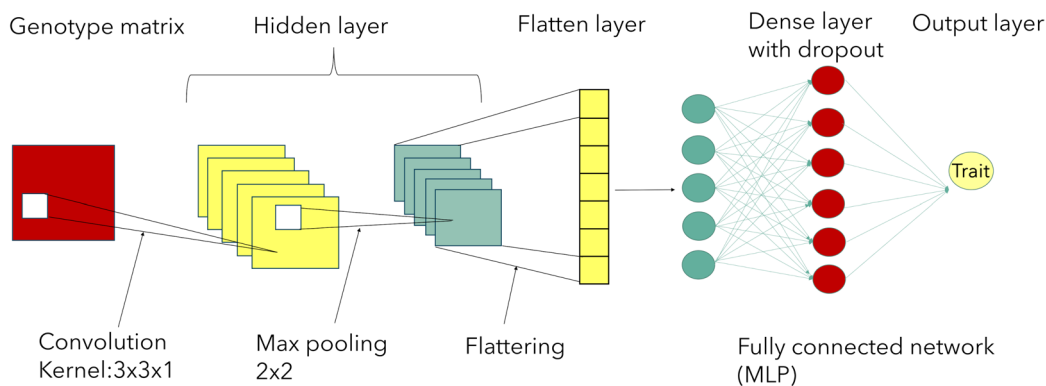 Genotype matrix
Hidden layer
Flatten layer
Dense layer
with dropout
Output layer
Trait
Convolution
Kernel:3x3x1
Max pooling
2x2
Flattering
Fully connected network
(MLP)